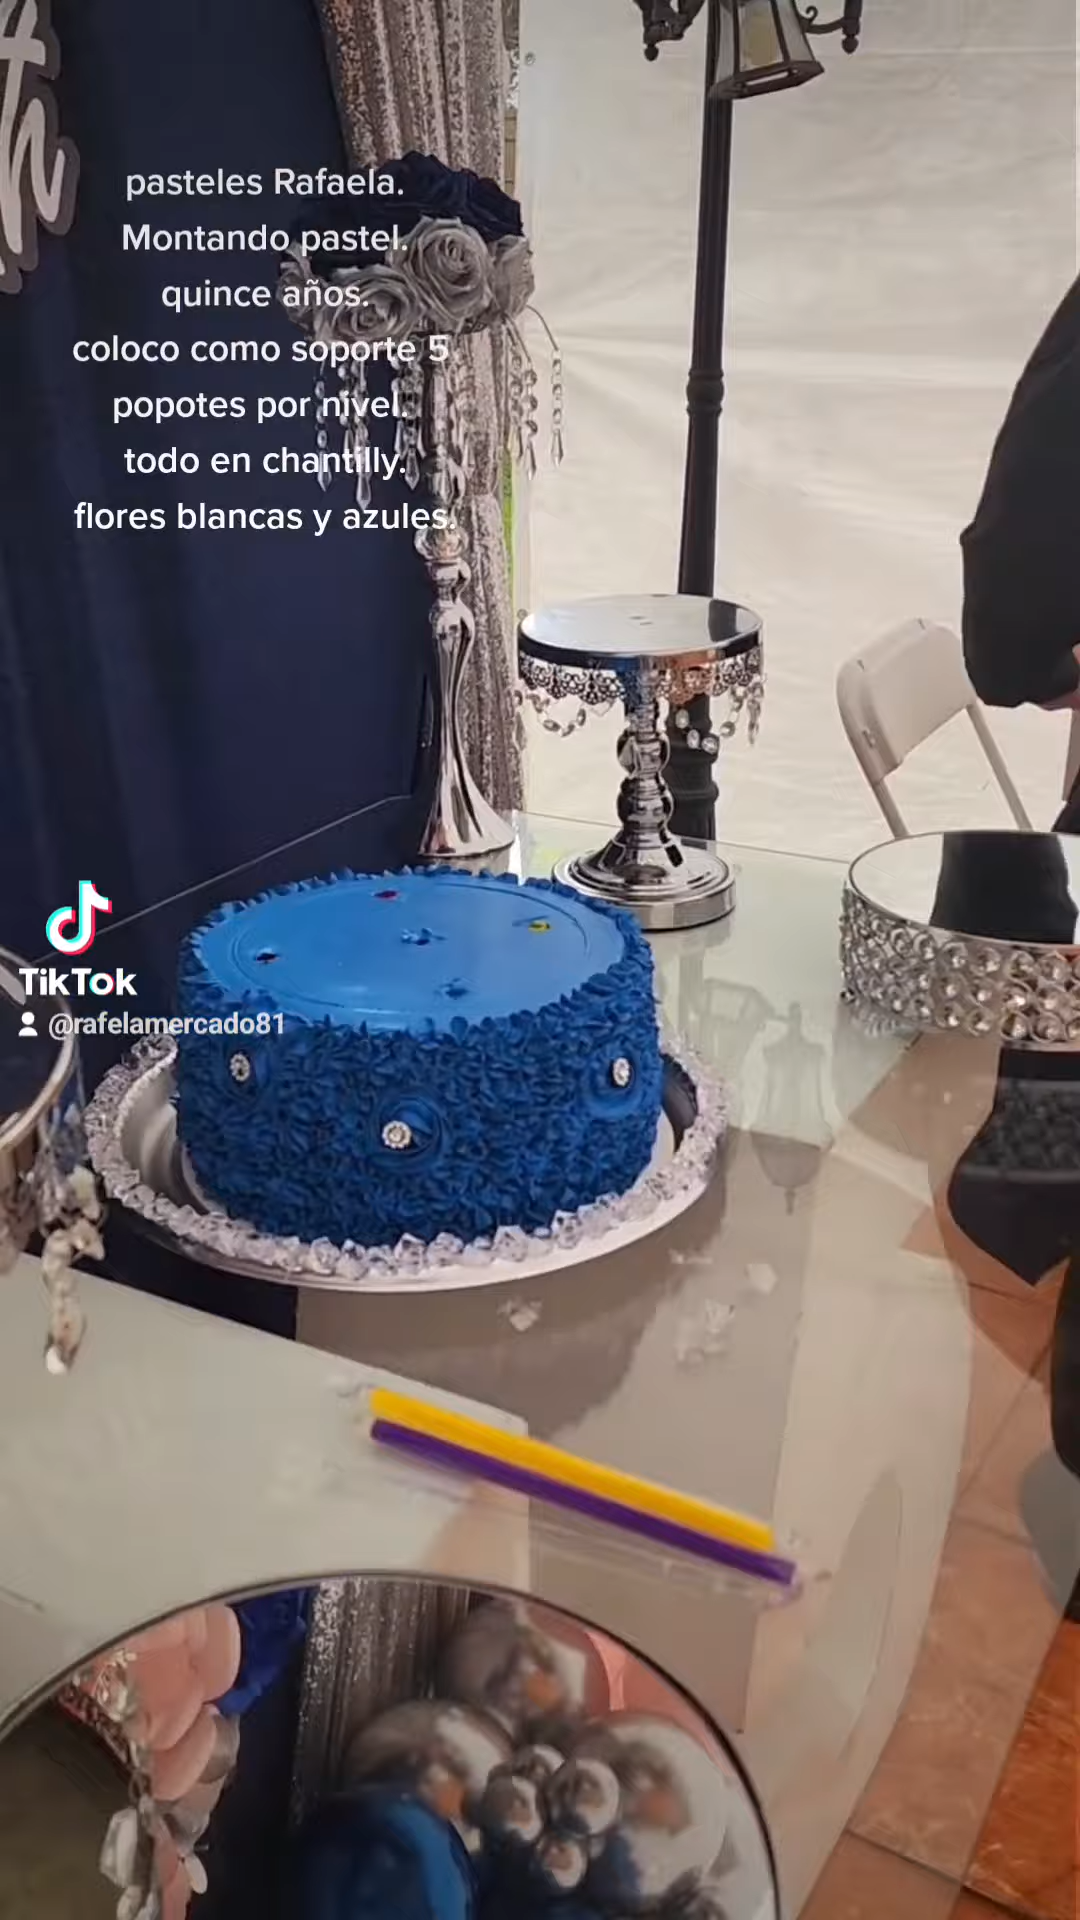 pasteles Rafaela.
Montando pastel.
quince años.
coloco como soporte 5
popotes por nivel.
todo en chantilly.
flores blancas y azules.
TikTok
@rafelamercado81